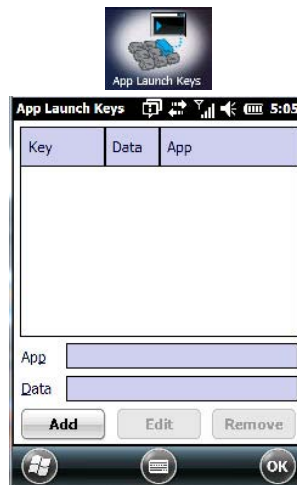 App Launch Keys
App Launch Keys 5:05
Key Data App
App
Data
Add Edit Remove
OK